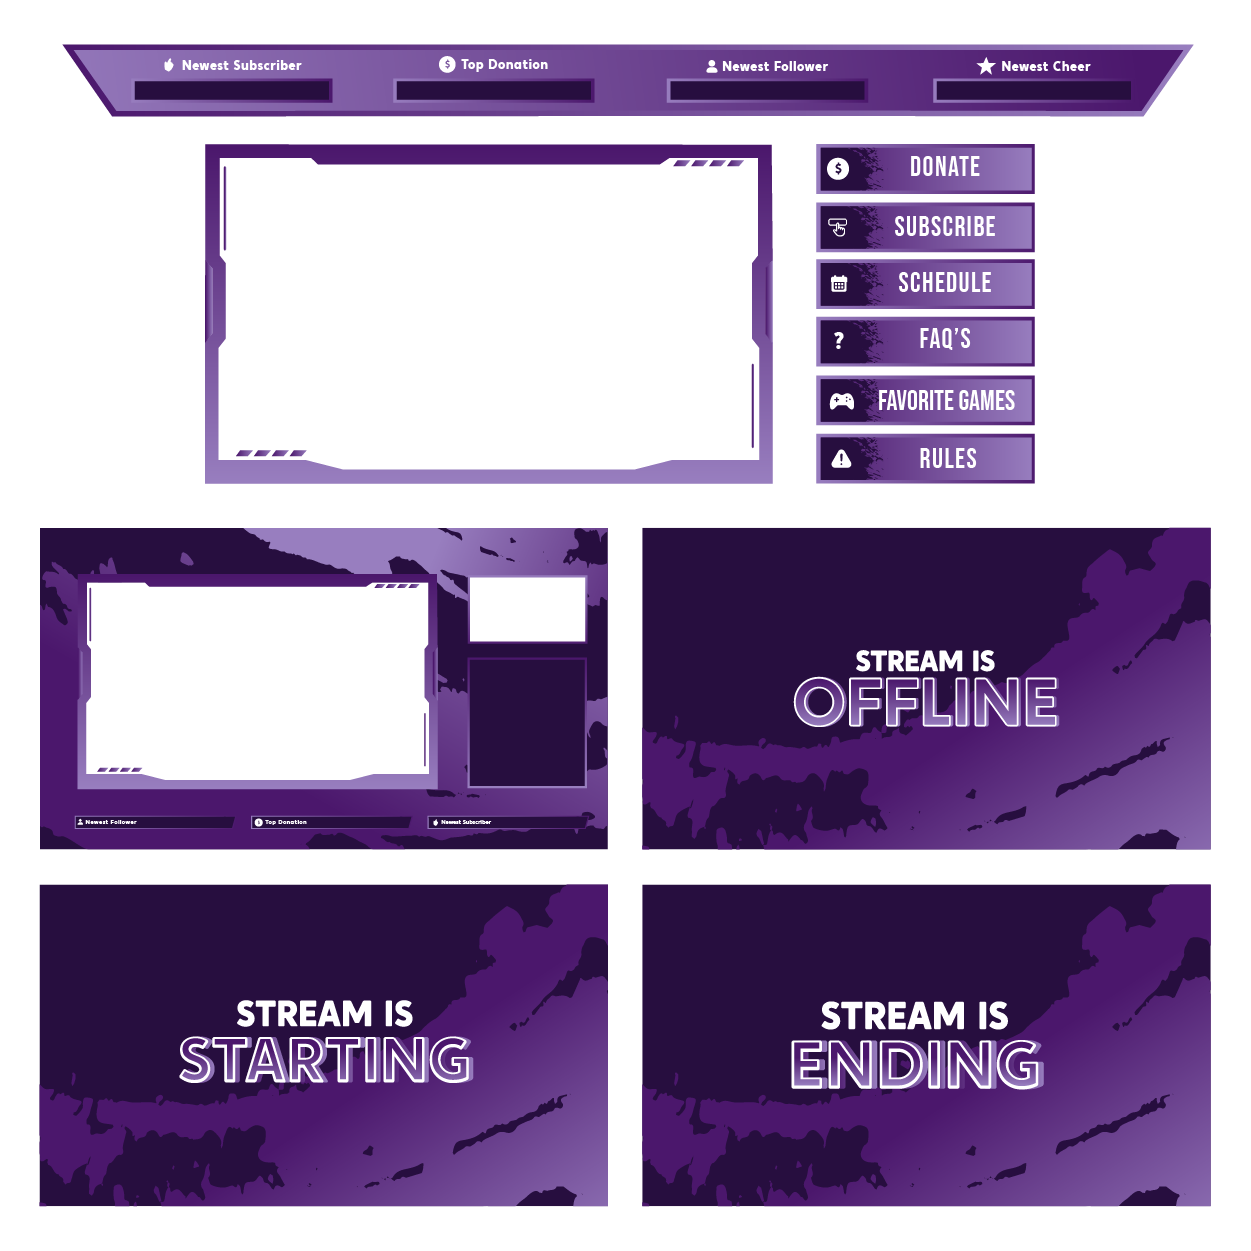 Newest Subscriber
Top Donation
Newest Follower
Newest Cheer
DONATE
SUBSCRIBE
SCHEDULE
FAQ'S
FAVORITE GAMES
RULES
Newest Follower
Top Donation
Newest Subscriber
STREAM IS
OFFLINE
STREAM IS
STARTING
STREAM IS
ENDING